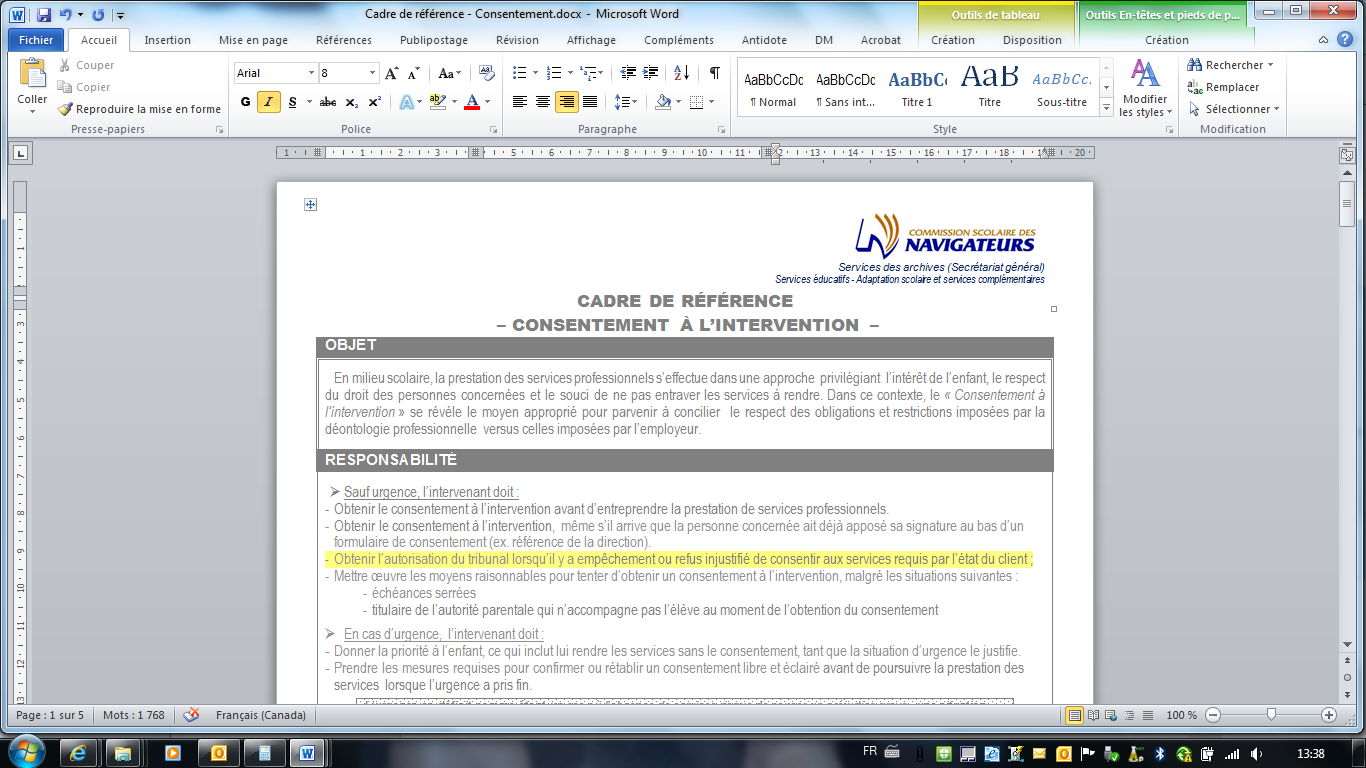 Cadre de référence - Consentement.docx - Microsoft Word
Outils de tableau
Outils En-têtes et pieds de p...
Fichier Accueil Insertion Mise en page Références Publipostage Révision Affichage Compléments Antidote DM Acrobat Création Disposition Création
Coller
Couper
Copier
Reproduire la mise en forme
Presse-papiers
Arial 8
G I S abc x₂ x² A A
Police
Paragraphe
AaBbCcDc AaBbCcDc AaBbC AaB AaBbCc.
¶ Normal ¶ Sans int... Titre 1 Titre Sous-titre
Modifier
les styles
Style
Rechercher
Remplacer
Sélectionner
Modification
COMMISSION SCOLAIRE DES
NAVIGATEURS
Services des archives (Secrétariat général)
Services éducatifs - Adaptation scolaire et services complémentaires
CADRE DE RÉFÉRENCE
– CONSENTEMENT À L’INTERVENTION –
OBJET
En milieu scolaire, la prestation des services professionnels s’effectue dans une approche privilégiant l’intérêt de l’enfant, le respect
du droit des personnes concernées et le souci de ne pas entraver les services à rendre. Dans ce contexte, le « Consentement à
l’intervention » se révèle le moyen approprié pour parvenir à concilier le respect des obligations et restrictions imposées par la
déontologie professionnelle versus celles imposées par l’employeur.
RESPONSABILITÉ
➢ Sauf urgence, l’intervenant doit :
- Obtenir le consentement à l’intervention avant d’entreprendre la prestation de services professionnels.
- Obtenir le consentement à l’intervention, même s’il arrive que la personne concernée ait déjà apposé sa signature au bas d’un
formulaire de consentement (ex. référence de la direction).
- Obtenir l’autorisation du tribunal lorsqu’il y a empêchement ou refus injustifié de consentir aux services requis par l’état du client ;
- Mettre œuvre les moyens raisonnables pour tenter d’obtenir un consentement à l’intervention, malgré les situations suivantes :
- échéances serrées
- titulaire de l’autorité parentale qui n’accompagne pas l’élève au moment de l’obtention du consentement
➢ En cas d’urgence, l’intervenant doit :
- Donner la priorité à l’enfant, ce qui inclut lui rendre les services sans le consentement, tant que la situation d’urgence le justifie.
- Prendre les mesures requises pour confirmer ou rétablir un consentement libre et éclairé avant de poursuivre la prestation des
services lorsque l’urgence a pris fin.
Page : 1 sur 5 Mots : 1 768 Français (Canada) 100 %
FR 13:38